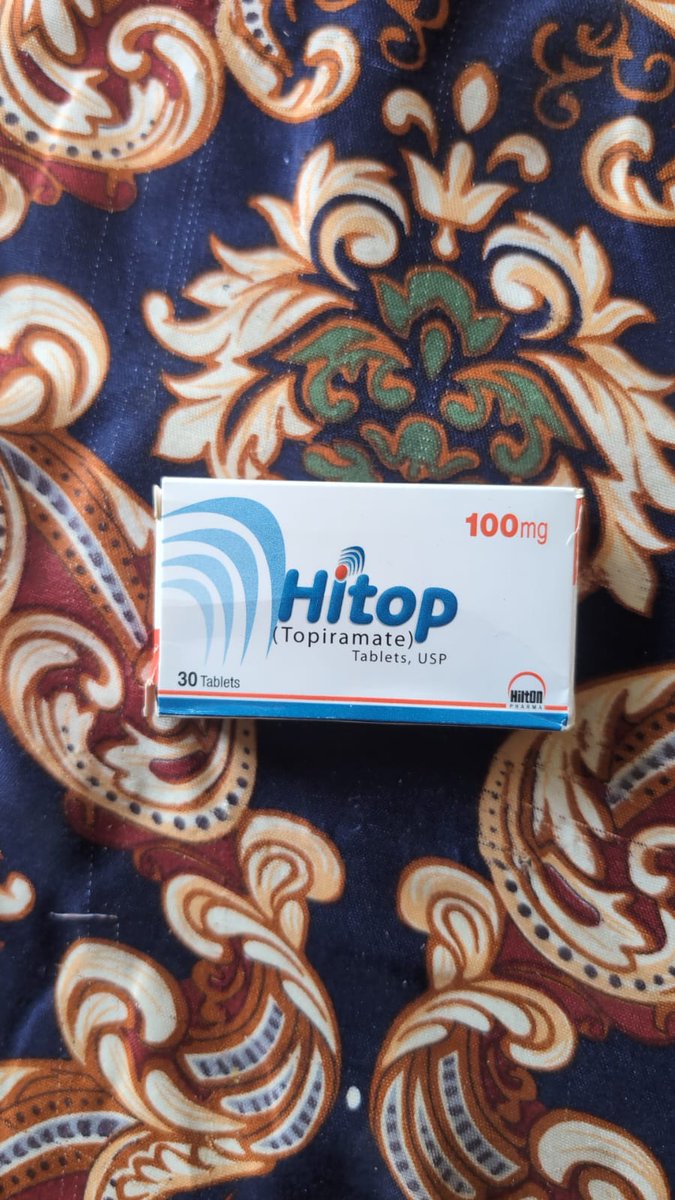 100mg
Hitop
(Topiramate)
Tablets, USP
30 Tablets
Hilton
PHARMA